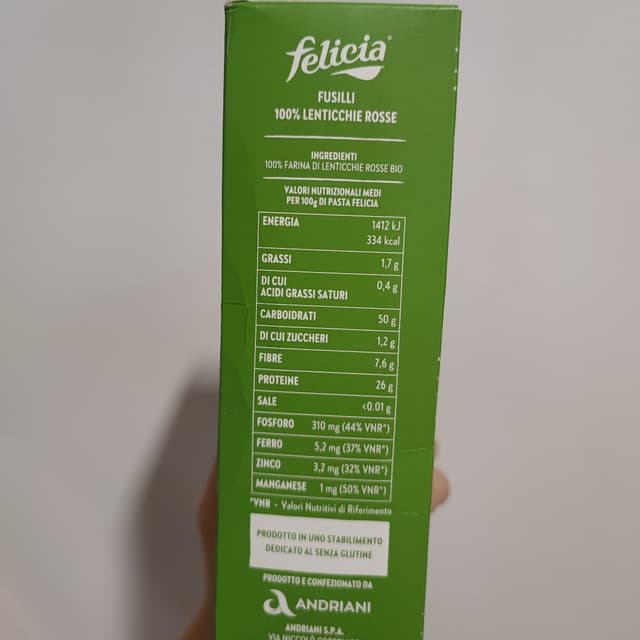 felicia
FUSILLI
100% LENTICCHIE ROSSE
INGREDIENTI
100% FARINA DI LENTICCHIE ROSSE BIO
VALORI NUTRIZIONALI MEDI
PER 100g DI PASTA FELICIA
ENERGIA 1412 kJ
334 kcal
GRASSI 1,7 g
DI CUI
ACIDI GRASSI SATURI 0,4 g
CARBOIDRATI 50 g
DI CUI ZUCCHERI 1,2 g
FIBRE 7,6 g
PROTEINE 26 g
SALE <0.01 g
FOSFORO 310 mg (44% VNR*)
FERRO 5,2 mg (37% VNR*)
ZINCO 3,2 mg (32% VNR*)
MANGANESE 1 mg (50% VNR*)
*VNR - Valori Nutritivi di Riferimento
PRODOTTO IN UNO STABILIMENTO
DEDICATO AL SENZA GLUTINE
PRODOTTO E CONFEZIONATO DA
ANDRIANI
ANDRIANI S.P.A.
VIA NICCOLÒ